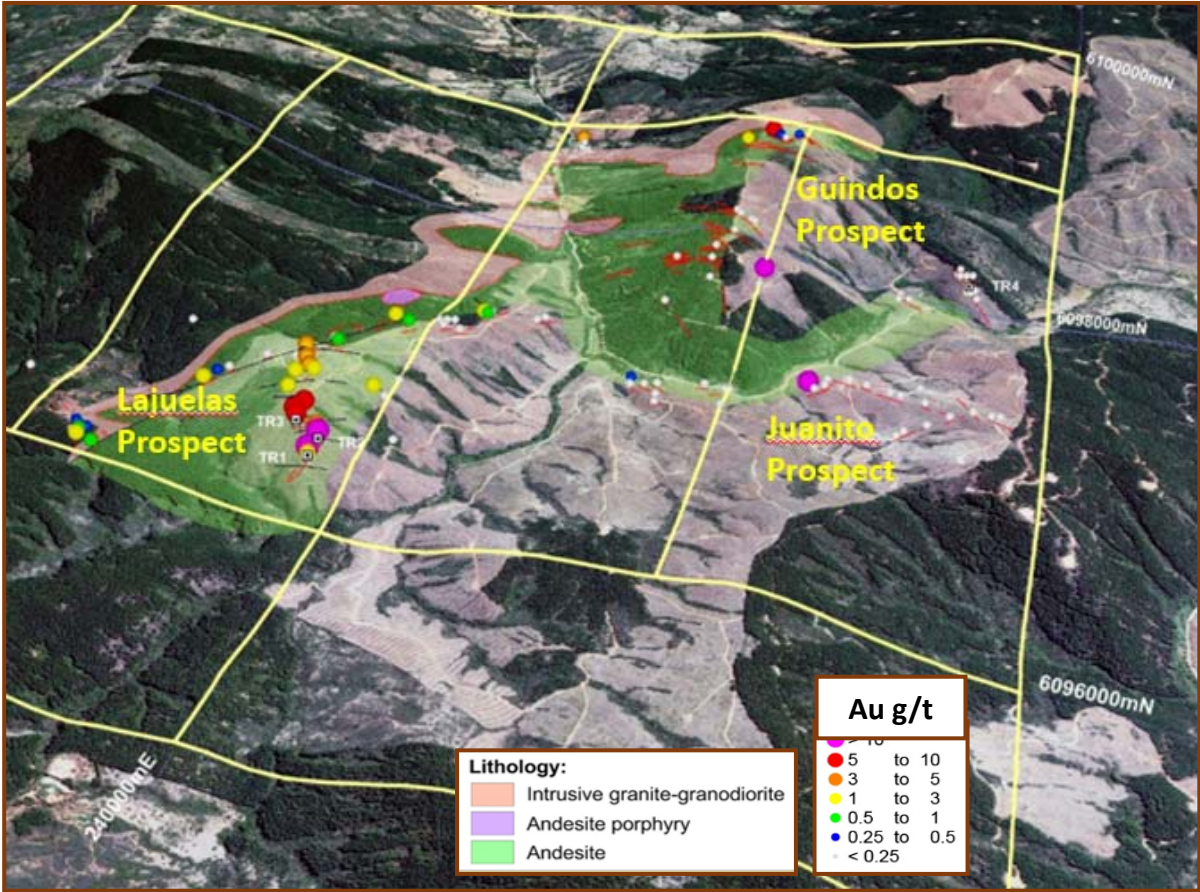 6100000mN
Guindos
Prospect
TR4
6098000mN
Lajuelas
Prospect
TR3
TR1
Juanito
Prospect
6096000mN
240000mE
Au g/t
5 to 10
3 to 5
1 to 3
0.5 to 1
0.25 to 0.5
< 0.25
Lithology:
Intrusive granite-granodiorite
Andesite porphyry
Andesite